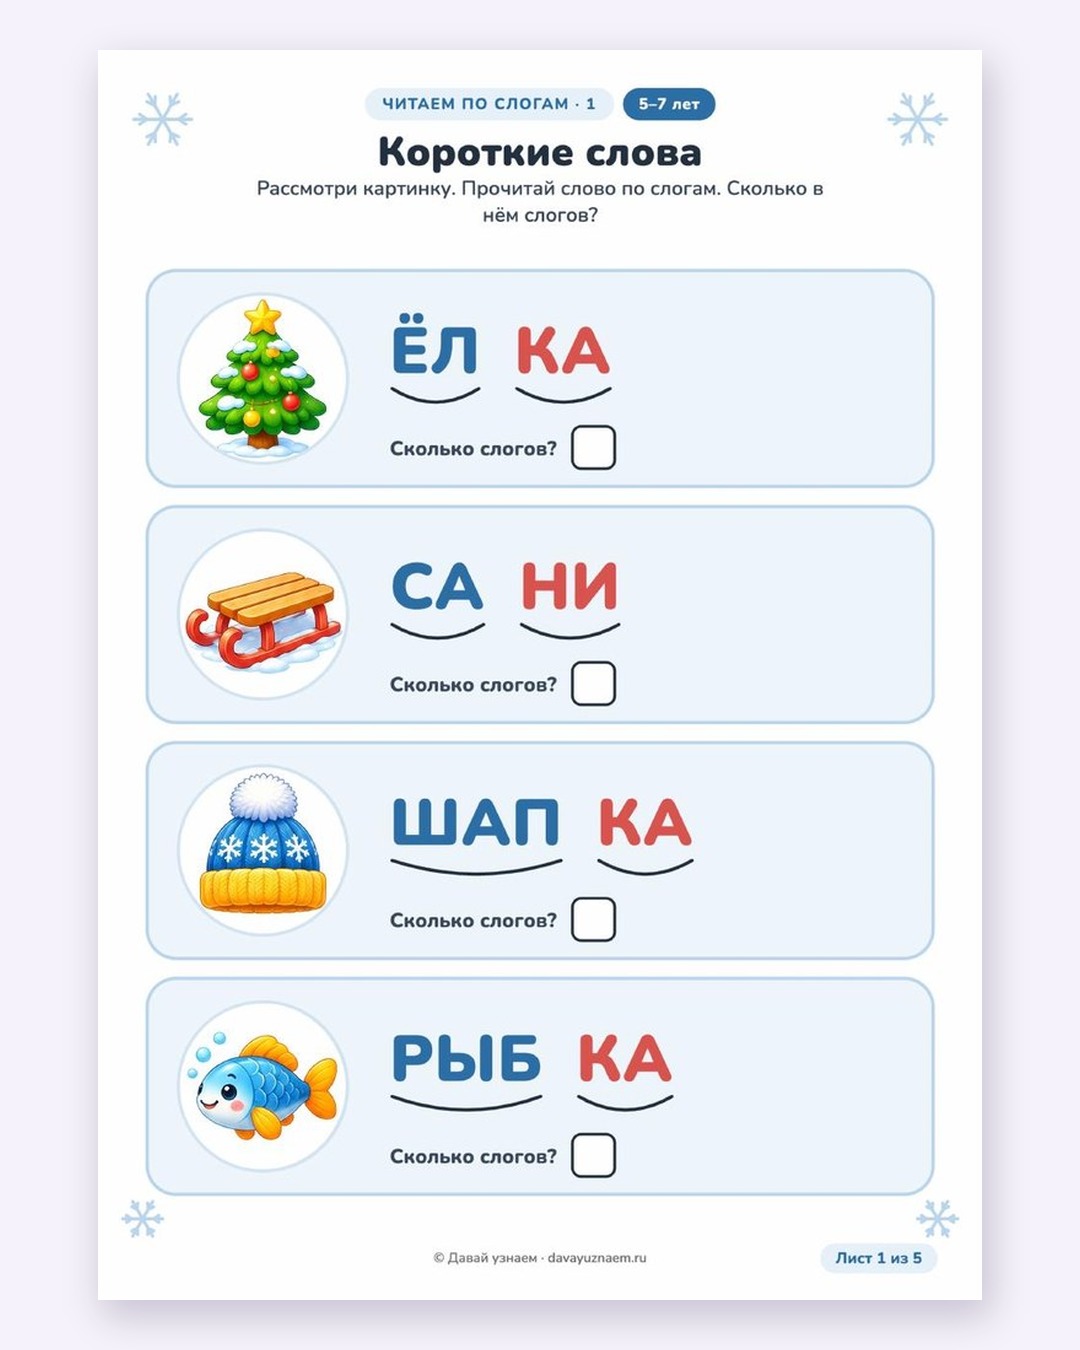 ЧИТАЕМ ПО СЛОГАМ · 1
5–7 лет
Короткие слова
Рассмотри картинку. Прочитай слово по слогам. Сколько в
нём слогов?
ЁЛ КА
Сколько слогов?
СА НИ
Сколько слогов?
ШАП КА
Сколько слогов?
РЫБ КА
Сколько слогов?
© Давай узнаем · davayuznaem.ru
Лист 1 из 5